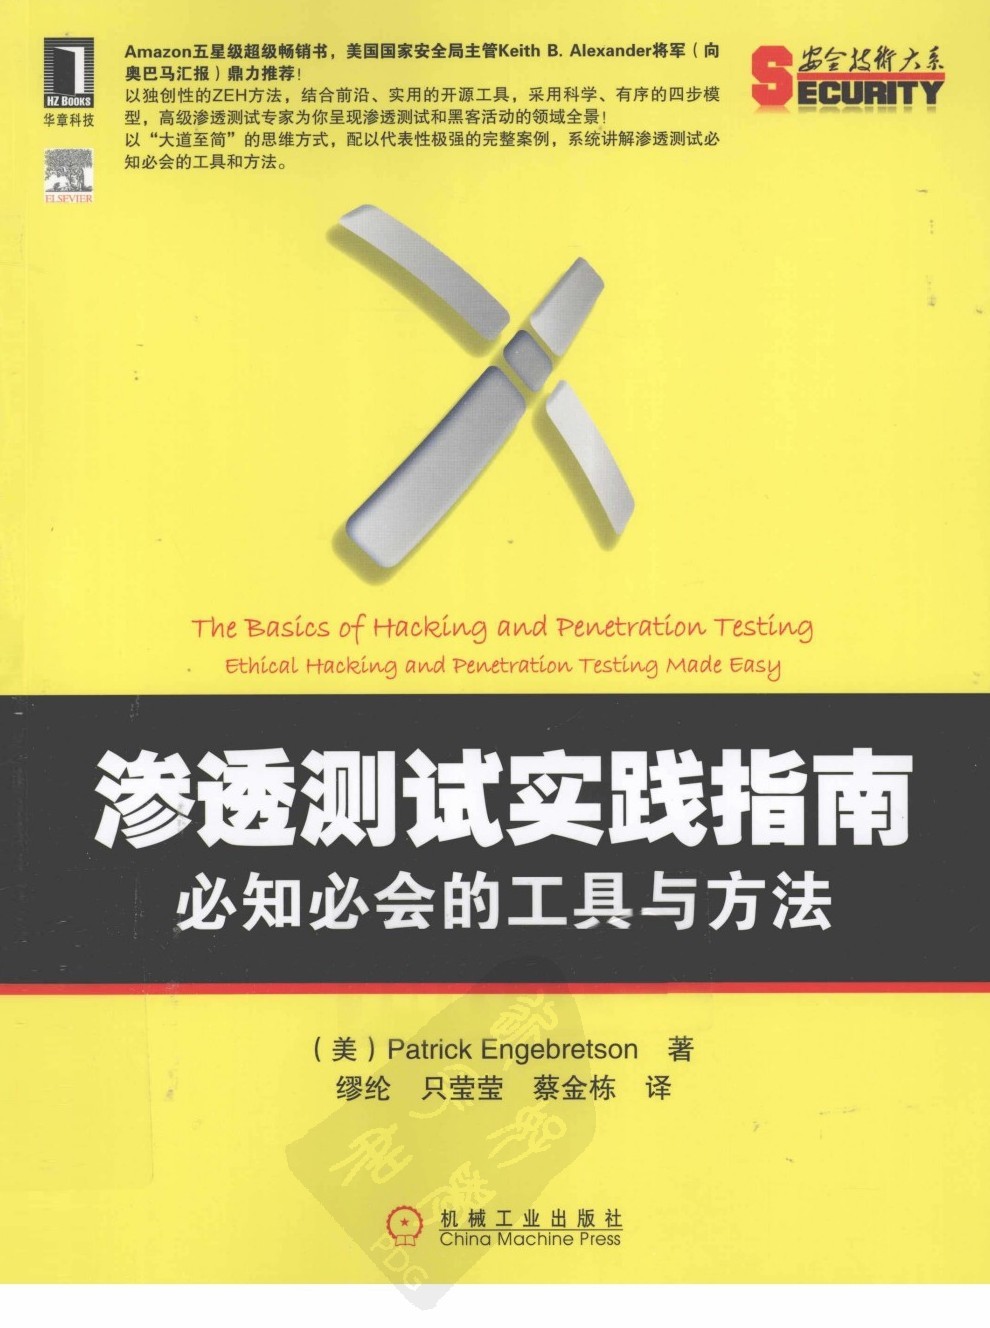 HZ BOOKS
华章科技
ELSEVIER
Amazon五星级超级畅销书，美国国家安全局主管Keith B. Alexander将军（向
奥巴马汇报）鼎力推荐！
以独创性的ZEH方法，结合前沿、实用的开源工具，采用科学、有序的四步模
型，高级渗透测试专家为你呈现渗透测试和黑客活动的领域全景！
以“大道至简”的思维方式，配以代表性极强的完整案例，系统讲解渗透测试必
知必会的工具和方法。
安全技術大系
SECURITY
The Basics of Hacking and Penetration Testing
Ethical Hacking and Penetration Testing Made Easy
渗透测试实践指南
必知必会的工具与方法
（美）Patrick Engebretson 著
缪纶 只莹莹 蔡金栋 译
机械工业出版社
China Machine Press
PDG